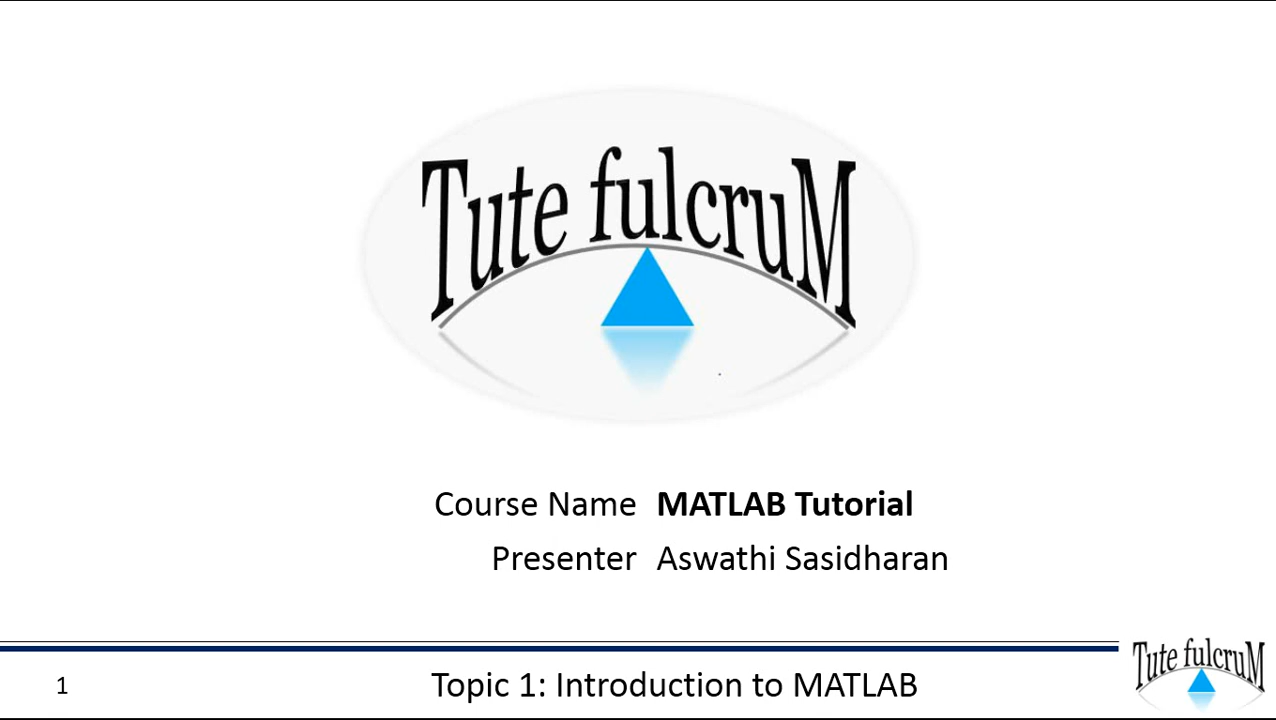 Tute fulcruM
Course Name MATLAB Tutorial
Presenter Aswathi Sasidharan
1
Topic 1: Introduction to MATLAB
Tute fulcruM